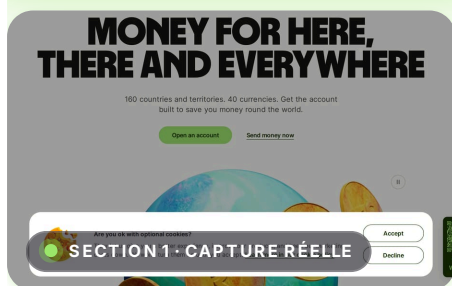 MONEY FOR HERE,
THERE AND EVERYWHERE
160 countries and territories. 40 currencies. Get the account
built to save you money round the world.
Open an account
Send money now
Are you ok with optional cookies?
Accept
SECTION 1 - CAPTURE RÉELLE
Decline